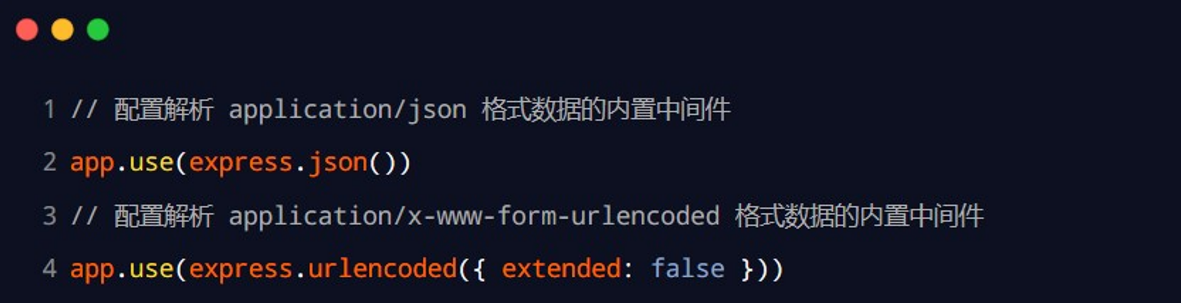 1 // 配置解析 application/json 格式数据的内置中间件
2 app.use(express.json())
3 // 配置解析 application/x-www-form-urlencoded 格式数据的内置中间件
4 app.use(express.urlencoded({ extended: false }))